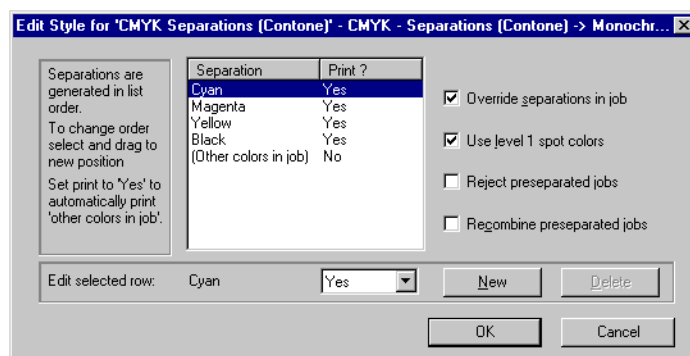 Edit Style for 'CMYK Separations (Contone)' - CMYK - Separations (Contone) -> Monochr...
Separations are
generated in list
order.
To change order
select and drag to
new position
Set print to 'Yes' to
automatically print
'other colors in job'.
Separation Print ?
Cyan Yes
Magenta Yes
Yellow Yes
Black Yes
(Other colors in job) No
Override separations in job
Use level 1 spot colors
Reject preseparated jobs
Recombine preseparated jobs
Edit selected row: Cyan Yes New Delete
OK Cancel